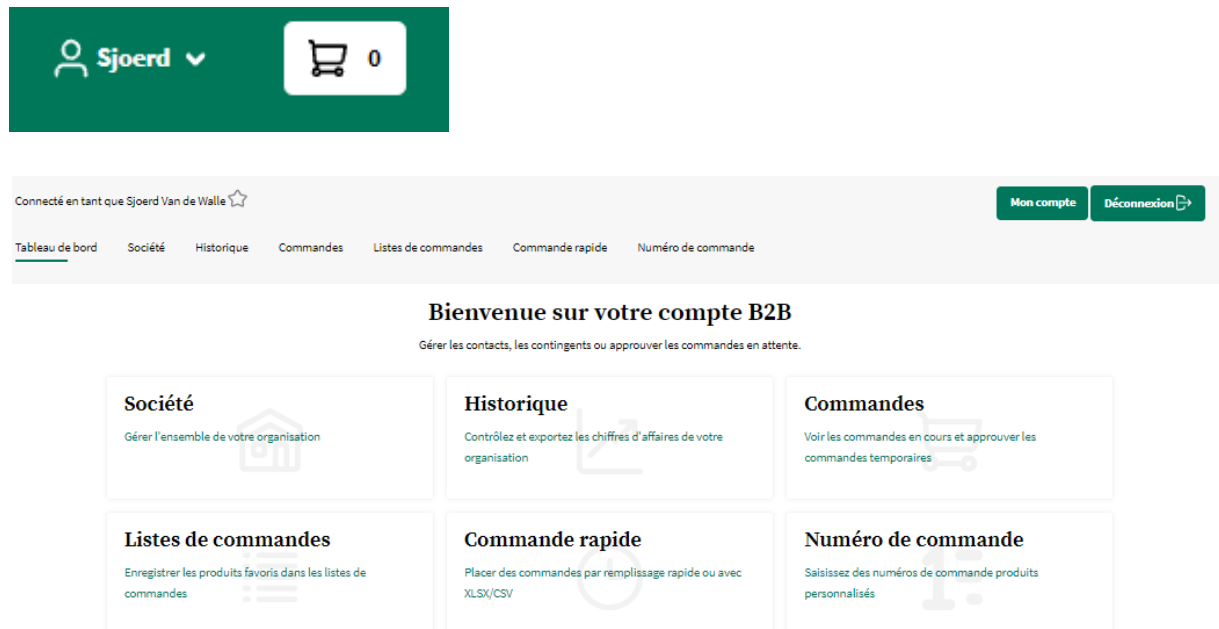 Sjoerd
0
Connecté en tant que Sjoerd Van de Walle
Mon compte
Déconnexion
Tableau de bord Société Historique Commandes Listes de commandes Commande rapide Numéro de commande
Bienvenue sur votre compte B2B
Gérer les contacts, les contingents ou approuver les commandes en attente.
Société
Gérer l'ensemble de votre organisation
Historique
Contrôlez et exportez les chiffres d'affaires de votre
organisation
Commandes
Voir les commandes en cours et approuver les
commandes temporaires
Listes de commandes
Enregistrer les produits favoris dans les listes de
commandes
Commande rapide
Placer des commandes par remplissage rapide ou avec
XLSX/CSV
Numéro de commande
Saisissez des numéros de commande produits
personnalisés